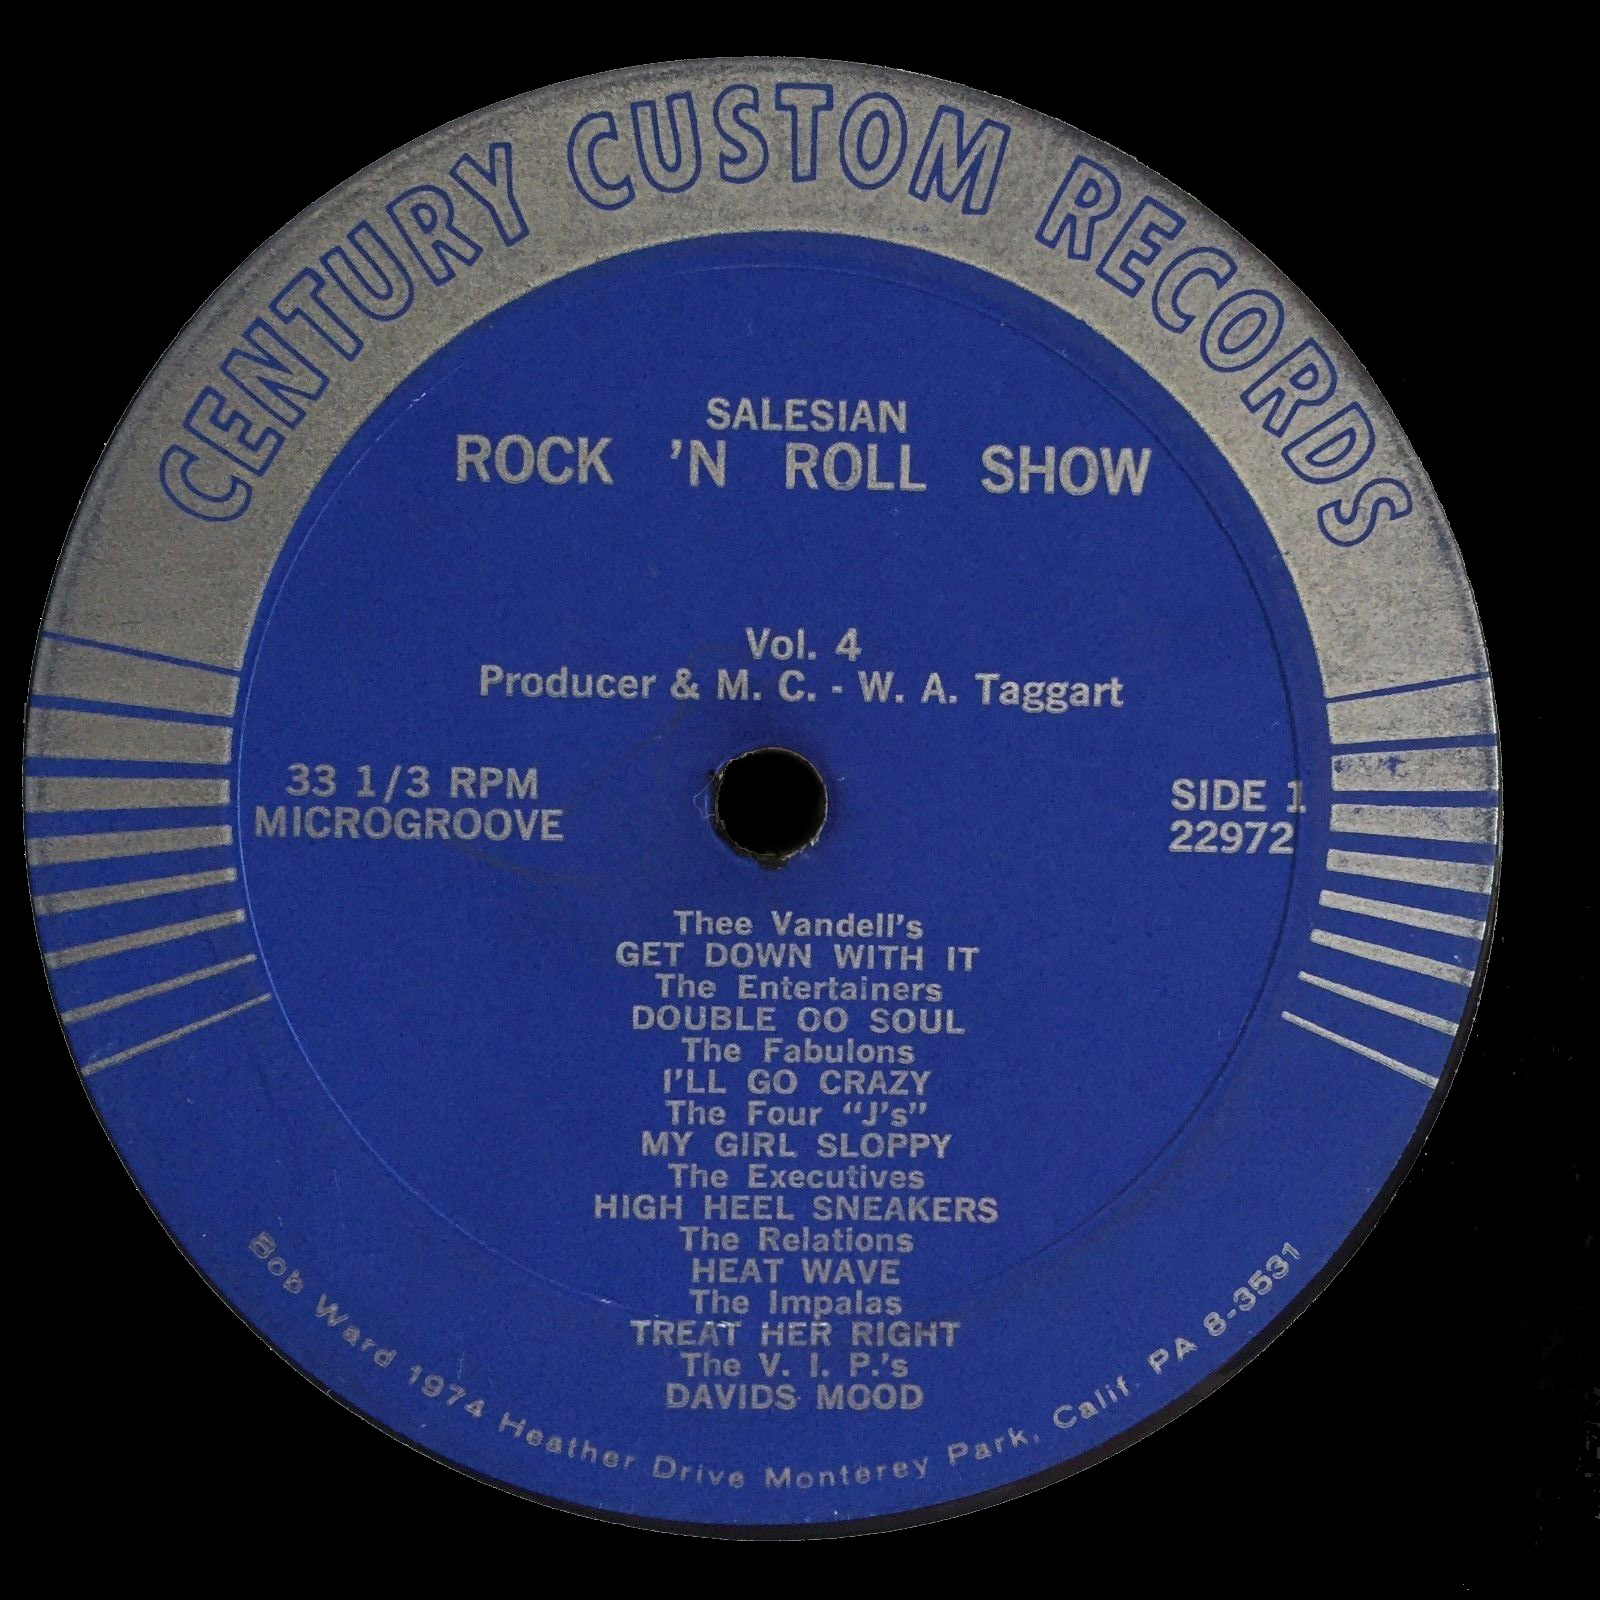 CENTURY CUSTOM RECORDS
SALESIAN
ROCK 'N ROLL SHOW
Vol. 4
Producer & M. C. - W. A. Taggart
33 1/3 RPM
MICROGROOVE
SIDE 1
22972
Thee Vandell's
GET DOWN WITH IT
The Entertainers
DOUBLE OO SOUL
The Fabulons
I'LL GO CRAZY
The Four “J's”
MY GIRL SLOPPY
The Executives
HIGH HEEL SNEAKERS
The Relations
HEAT WAVE
The Impalas
TREAT HER RIGHT
The V. I. P.'s
DAVIDS MOOD
Bob Ward 1974 Heather Drive Monterey Park, Calif. PA 8-3531